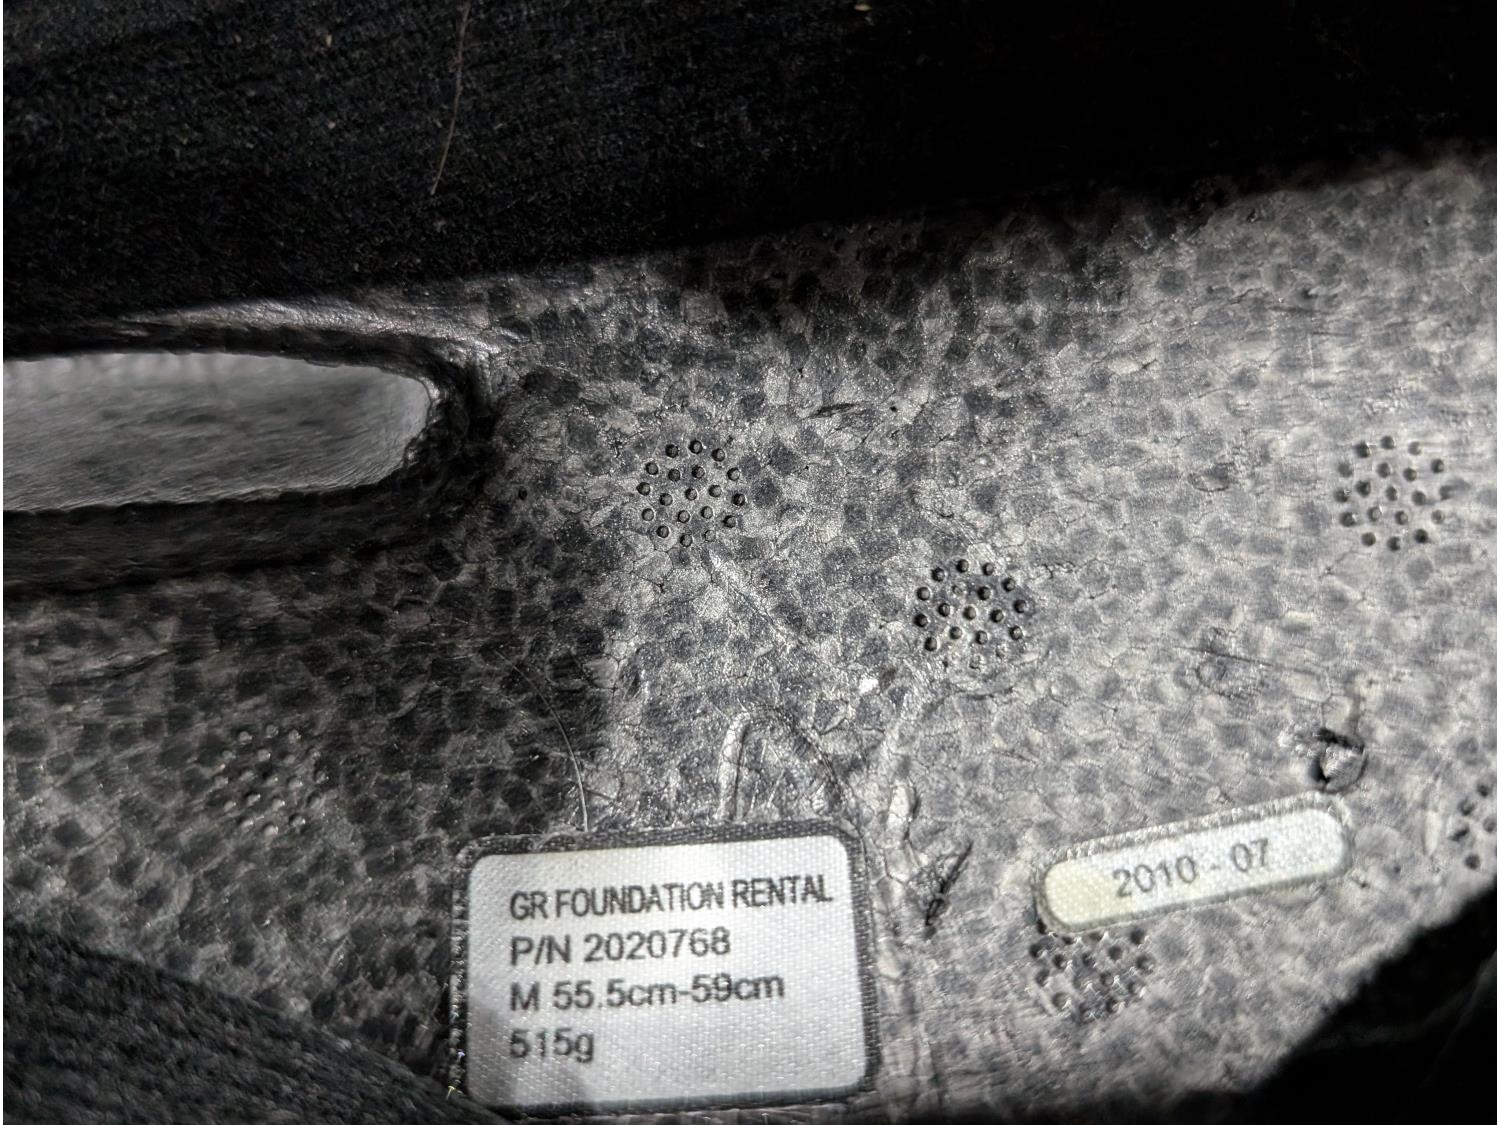 GR FOUNDATION RENTAL
P/N 2020768
M 55.5cm-59cm
515g
2010 - 07